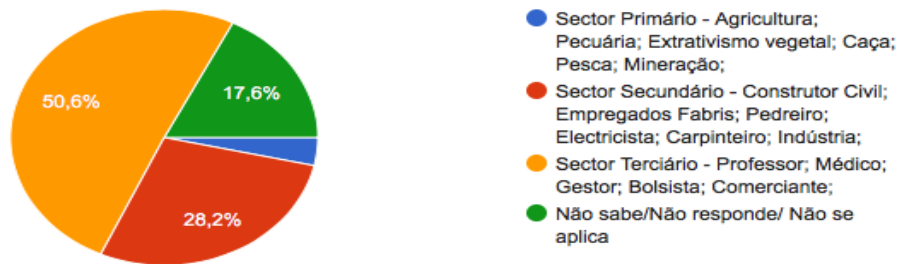 50,6%
17,6%
28,2%
Sector Primário - Agricultura;
Pecuária; Extrativismo vegetal; Caça;
Pesca; Mineração;
Sector Secundário - Construtor Civil;
Empregados Fabris; Pedreiro;
Electricista; Carpinteiro; Indústria;
Sector Terciário - Professor; Médico;
Gestor; Bolsista; Comerciante;
Não sabe/Não responde/ Não se
aplica